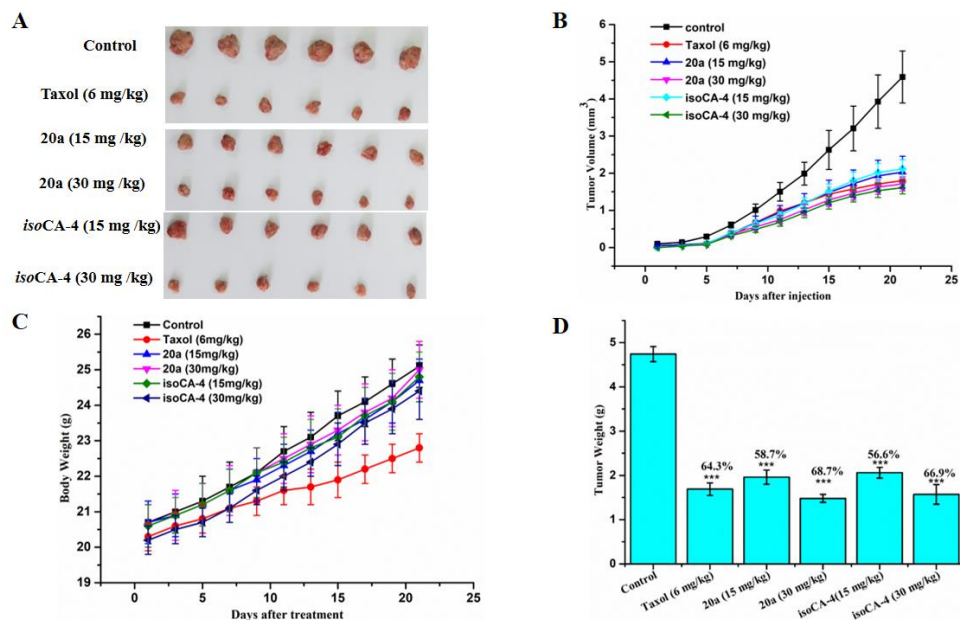 A
Control
Taxol (6 mg/kg)
20a (15 mg /kg)
20a (30 mg /kg)
isoCA-4 (15 mg /kg)
isoCA-4 (30 mg /kg)
B
control
Taxol (6 mg/kg)
20a (15 mg/kg)
20a (30 mg/kg)
isoCA-4 (15 mg/kg)
isoCA-4 (30 mg/kg)
Tumor Volume (mm³)
6
4
2
0
0 5 10 15 20 25
Days after injection
C
Control
Taxol (6mg/kg)
20a (15mg/kg)
20a (30mg/kg)
isoCA-4 (15mg/kg)
isoCA-4 (30mg/kg)
Body Weight (g)
26
25
24
23
22
21
20
19
0 5 10 15 20 25
Days after treatment
D
Tumor Weight (g)
5
4
3
2
1
0
64.3%
***
58.7%
***
68.7%
***
56.6%
***
66.9%
***
Control
Taxol (6 mg/kg)
20a (15 mg/kg)
20a (30 mg/kg)
isoCA-4(15 mg/kg)
isoCA-4 (30 mg/kg)